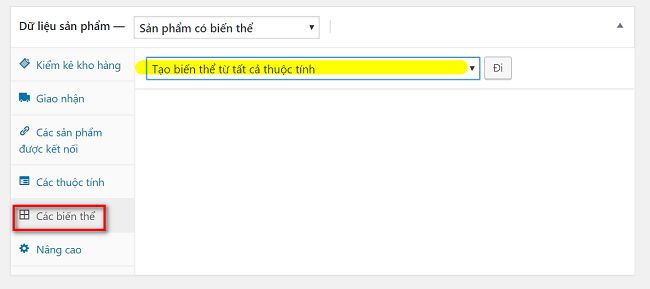 Dữ liệu sản phẩm — Sản phẩm có biến thể
Kiểm kê kho hàng
Tạo biến thể từ tất cả thuộc tính
Đi
Giao nhận
Các sản phẩm
được kết nối
Các thuộc tính
Các biến thể
Nâng cao